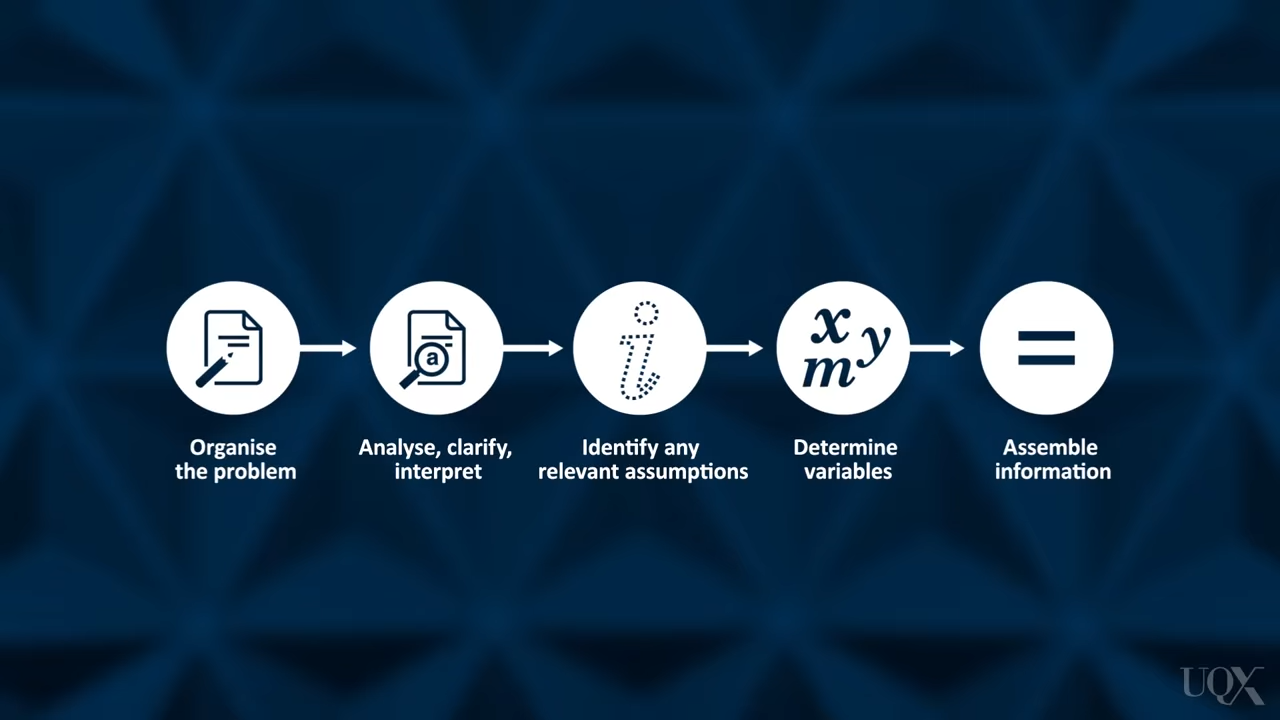 a
i
x y
m
=
Organise
the problem
Analyse, clarify,
interpret
Identify any
relevant assumptions
Determine
variables
Assemble
information
UQX